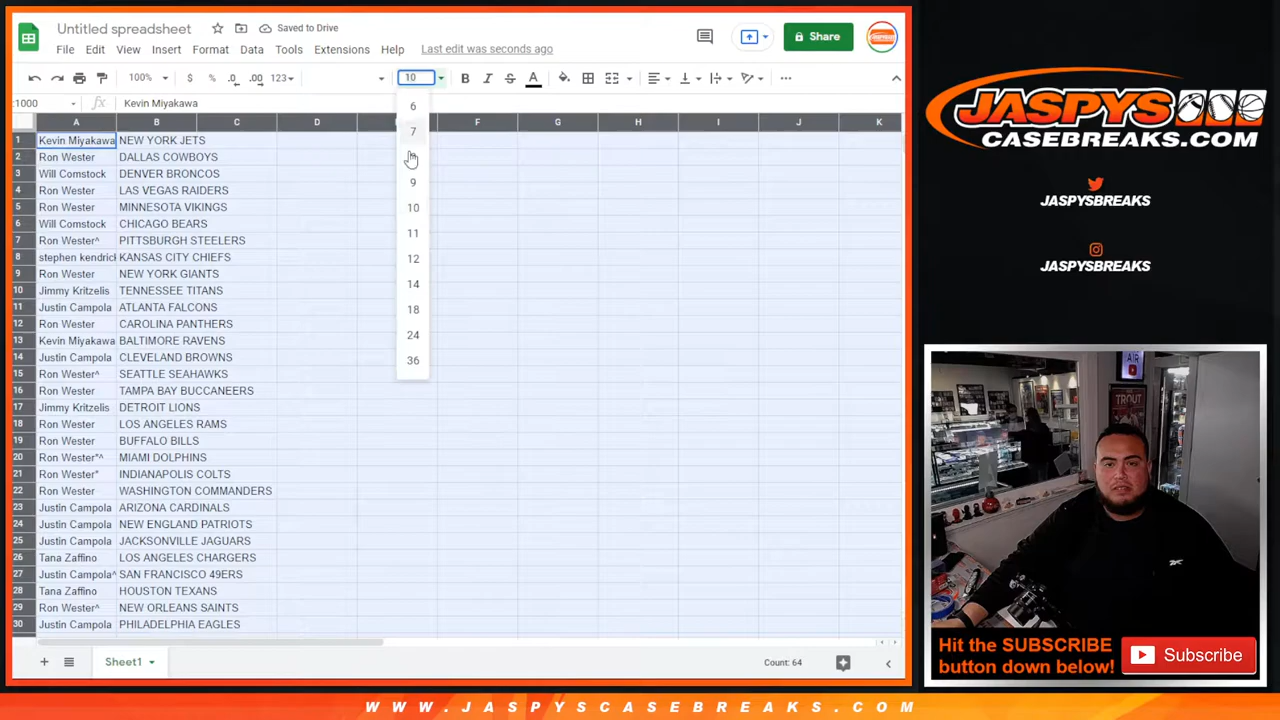 Untitled spreadsheet
Saved to Drive
File Edit View Insert Format Data Tools Extensions Help Last edit was seconds ago
Share
100% $ % .0 .00 123 10 B I S A
:1000 fx Kevin Miyakawa
A B C D F G H I J K
1 Kevin Miyakawa NEW YORK JETS
2 Ron Wester DALLAS COWBOYS
3 Will Comstock DENVER BRONCOS
4 Ron Wester LAS VEGAS RAIDERS
5 Ron Wester MINNESOTA VIKINGS
6 Will Comstock CHICAGO BEARS
7 Ron Wester^ PITTSBURGH STEELERS
8 stephen kendrick KANSAS CITY CHIEFS
9 Ron Wester NEW YORK GIANTS
10 Jimmy Kritzelis TENNESSEE TITANS
11 Justin Campola ATLANTA FALCONS
12 Ron Wester CAROLINA PANTHERS
13 Kevin Miyakawa BALTIMORE RAVENS
14 Justin Campola CLEVELAND BROWNS
15 Ron Wester^ SEATTLE SEAHAWKS
16 Ron Wester TAMPA BAY BUCCANEERS
17 Jimmy Kritzelis DETROIT LIONS
18 Ron Wester LOS ANGELES RAMS
19 Ron Wester BUFFALO BILLS
20 Ron Wester"^ MIAMI DOLPHINS
21 Ron Wester" INDIANAPOLIS COLTS
22 Ron Wester WASHINGTON COMMANDERS
23 Justin Campola ARIZONA CARDINALS
24 Justin Campola NEW ENGLAND PATRIOTS
25 Justin Campola JACKSONVILLE JAGUARS
26 Tana Zaffino LOS ANGELES CHARGERS
27 Justin Campola^ SAN FRANCISCO 49ERS
28 Tana Zaffino HOUSTON TEXANS
29 Ron Wester^ NEW ORLEANS SAINTS
30 Justin Campola PHILADELPHIA EAGLES
6
7
9
10
11
12
14
18
24
36
Sheet1
Count: 64
JASPYS
CASEBREAKS.COM
JASPYSBREAKS
JASPYSBREAKS
AIR
TROUT
Hit the SUBSCRIBE
button down below!
Subscribe
WWW.JASPYSCASEBREAKS.COM